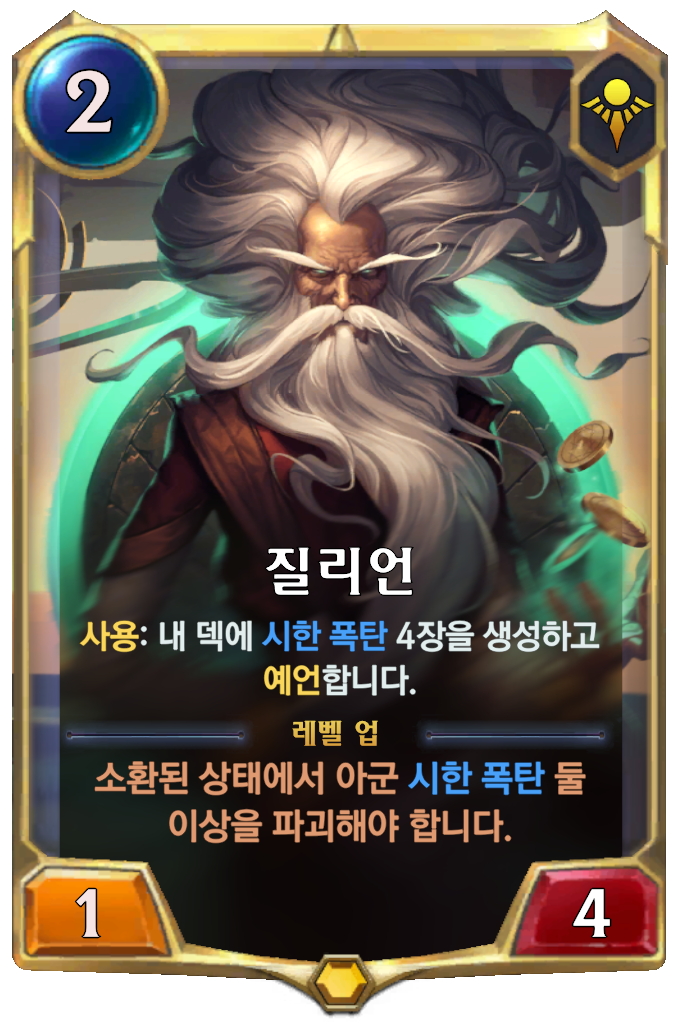 2
질리언
사용: 내 덱에 시한 폭탄 4장을 생성하고
예언합니다.
레벨 업
소환된 상태에서 아군 시한 폭탄 둘
이상을 파괴해야 합니다.
1
4